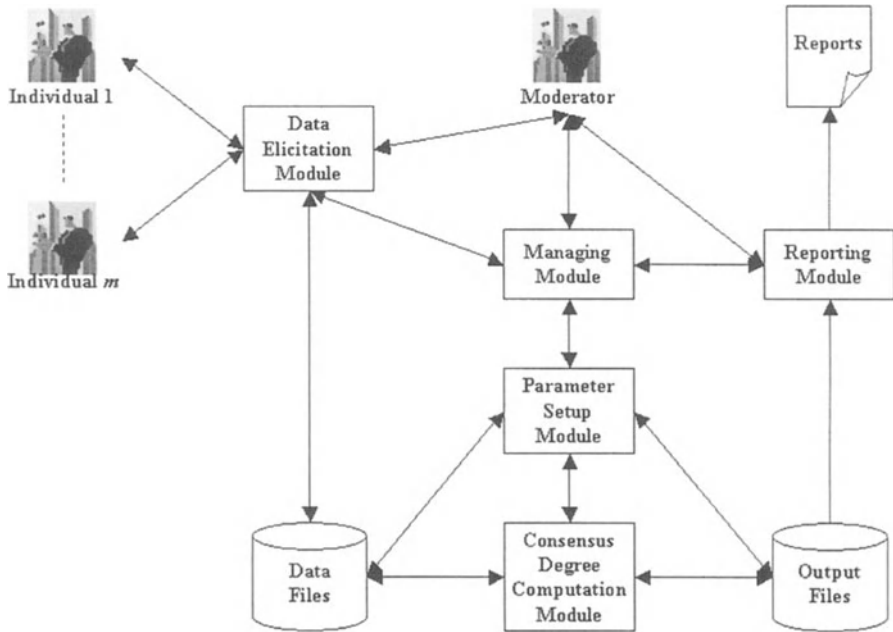 Individual 1
Moderator
Reports
Data
Elicitation
Module
Individual m
Managing
Module
Reporting
Module
Parameter
Setup
Module
Data
Files
Consensus
Degree
Computation
Module
Output
Files